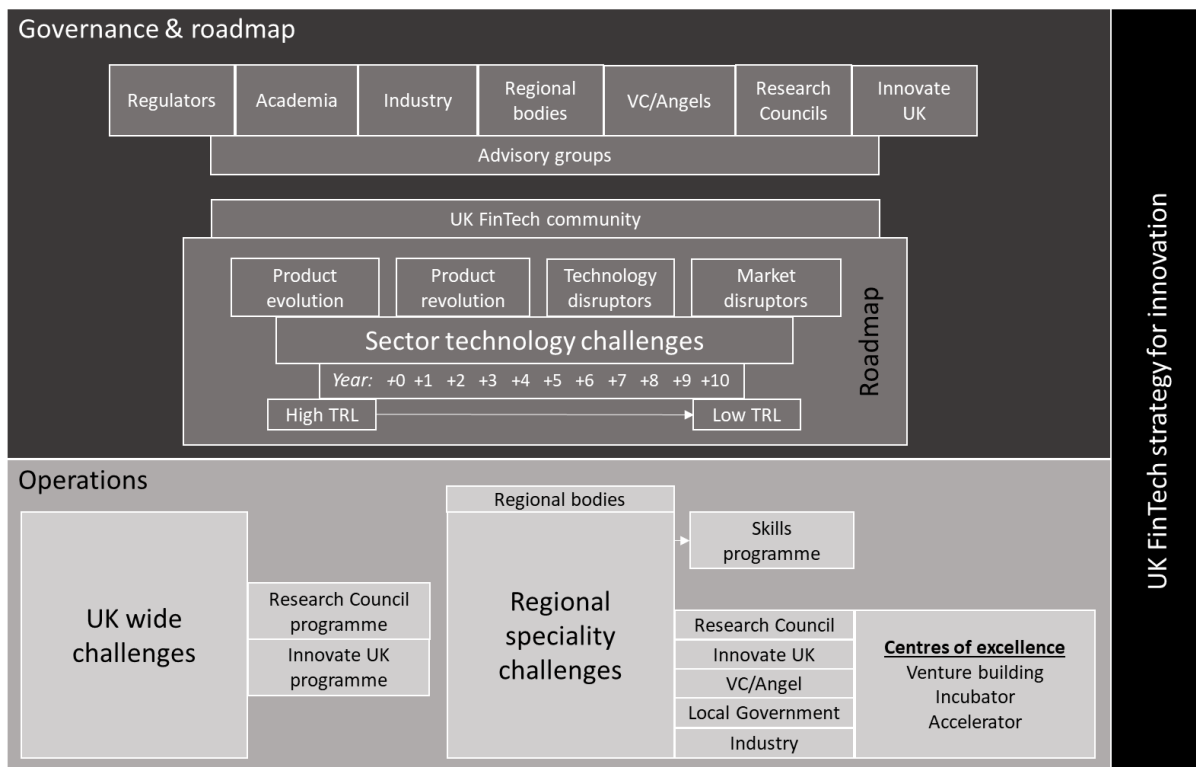 Governance & roadmap
Regulators
Academia
Industry
Regional
bodies
VC/Angels
Research
Councils
Innovate
UK
Advisory groups
UK FinTech community
Product
evolution
Product
revolution
Technology
disruptors
Market
disruptors
Sector technology challenges
Year: +0 +1 +2 +3 +4 +5 +6 +7 +8 +9 +10
High TRL
Low TRL
Roadmap
Operations
UK wide
challenges
Research Council
programme
Innovate UK
programme
Regional bodies
Regional
speciality
challenges
Skills
programme
Research Council
Innovate UK
VC/Angel
Local Government
Industry
Centres of excellence
Venture building
Incubator
Accelerator
UK FinTech strategy for innovation